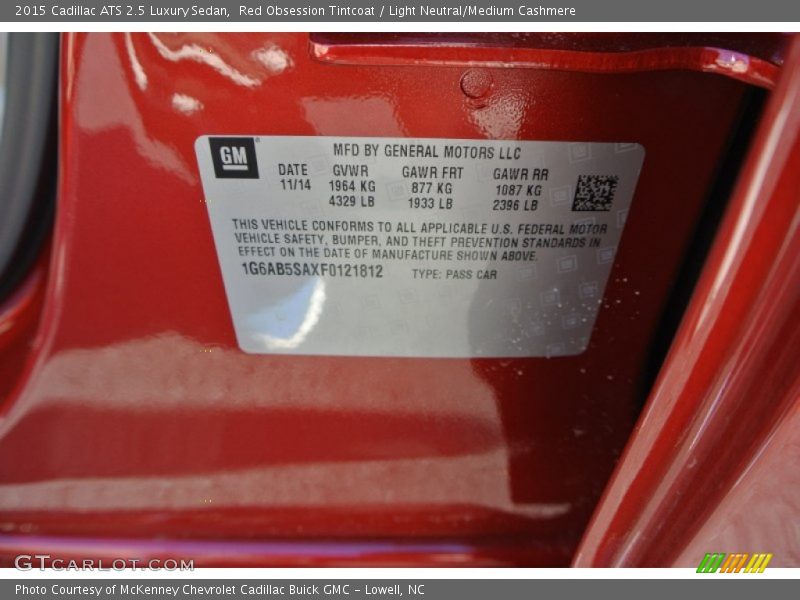 2015 Cadillac ATS 2.5 Luxury Sedan, Red Obsession Tintcoat / Light Neutral/Medium Cashmere
GM
MFD BY GENERAL MOTORS LLC
DATE GVWR GAWR FRT GAWR RR
11/14 1964 KG 877 KG 1087 KG
4329 LB 1933 LB 2396 LB
THIS VEHICLE CONFORMS TO ALL APPLICABLE U.S. FEDERAL MOTOR
VEHICLE SAFETY, BUMPER, AND THEFT PREVENTION STANDARDS IN
EFFECT ON THE DATE OF MANUFACTURE SHOWN ABOVE.
1G6AB5SAXF0121812 TYPE: PASS CAR
GTCARLOT.COM
Photo Courtesy of McKenney Chevrolet Cadillac Buick GMC - Lowell, NC